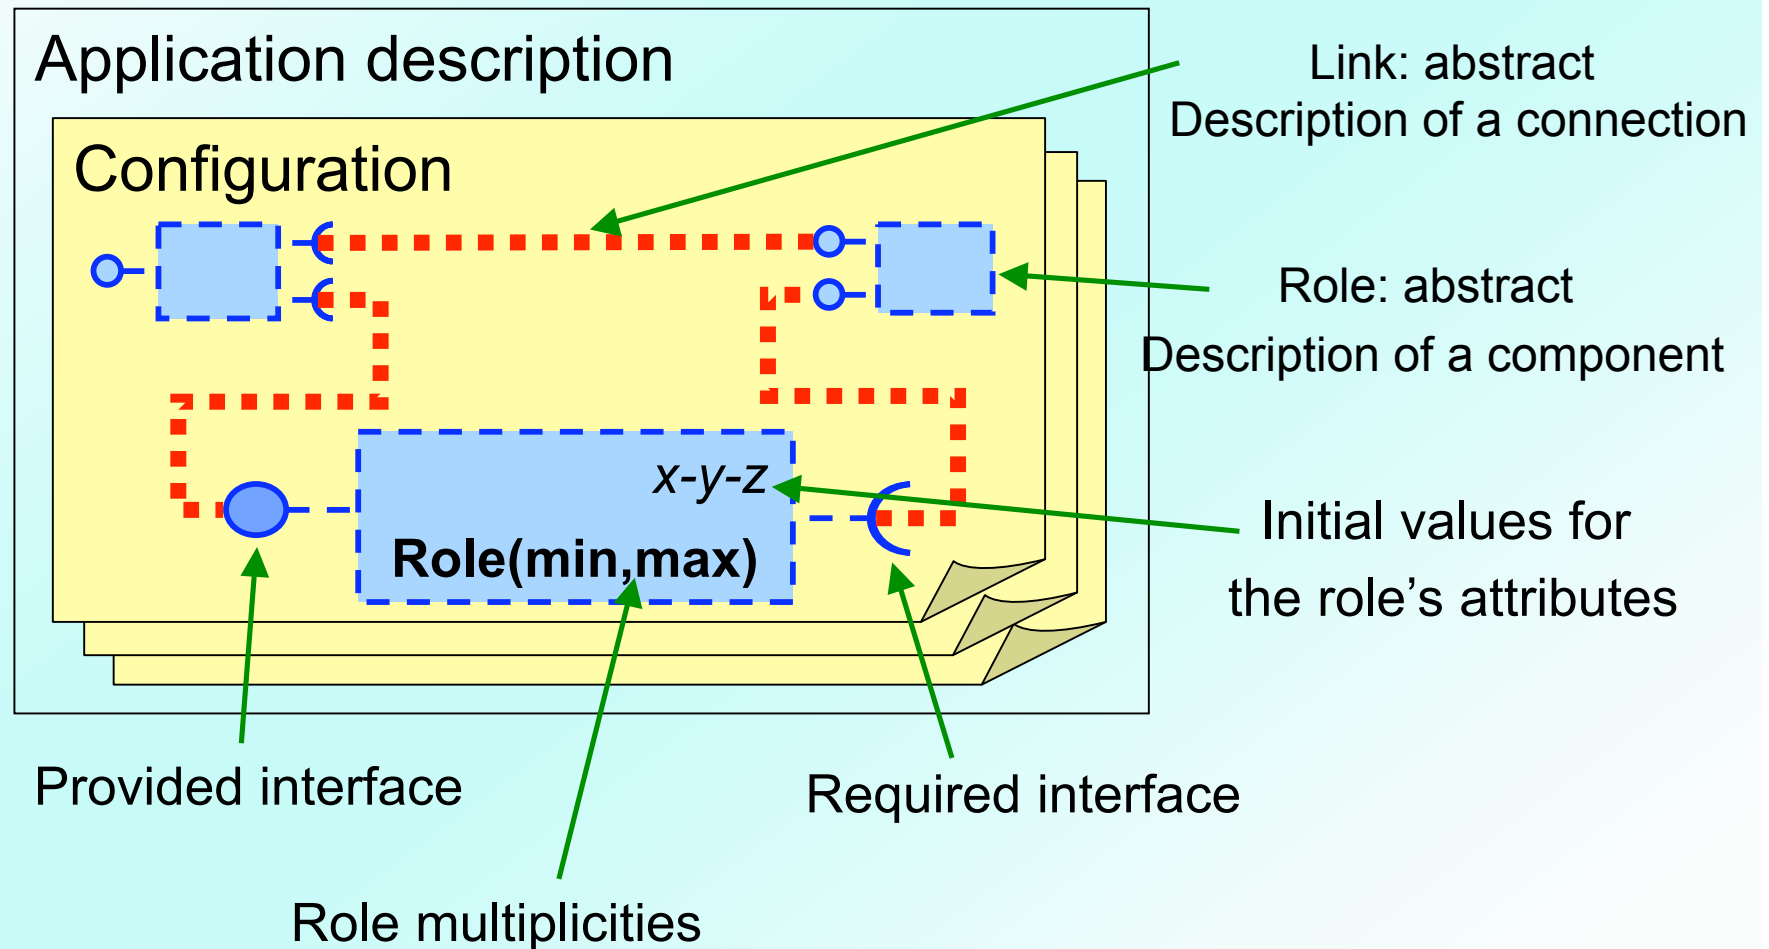 Application description
Configuration
Link: abstract
Description of a connection
Role: abstract
Description of a component
x-y-z
Role(min,max)
Initial values for
the role’s attributes
Provided interface
Required interface
Role multiplicities